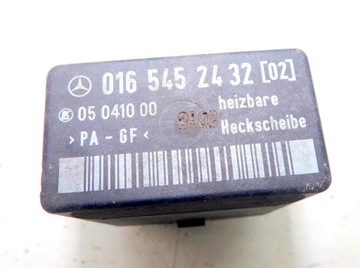 016 545 24 32 [02]
05 0410 00 heizbare
>PA-GF< Heckscheibe